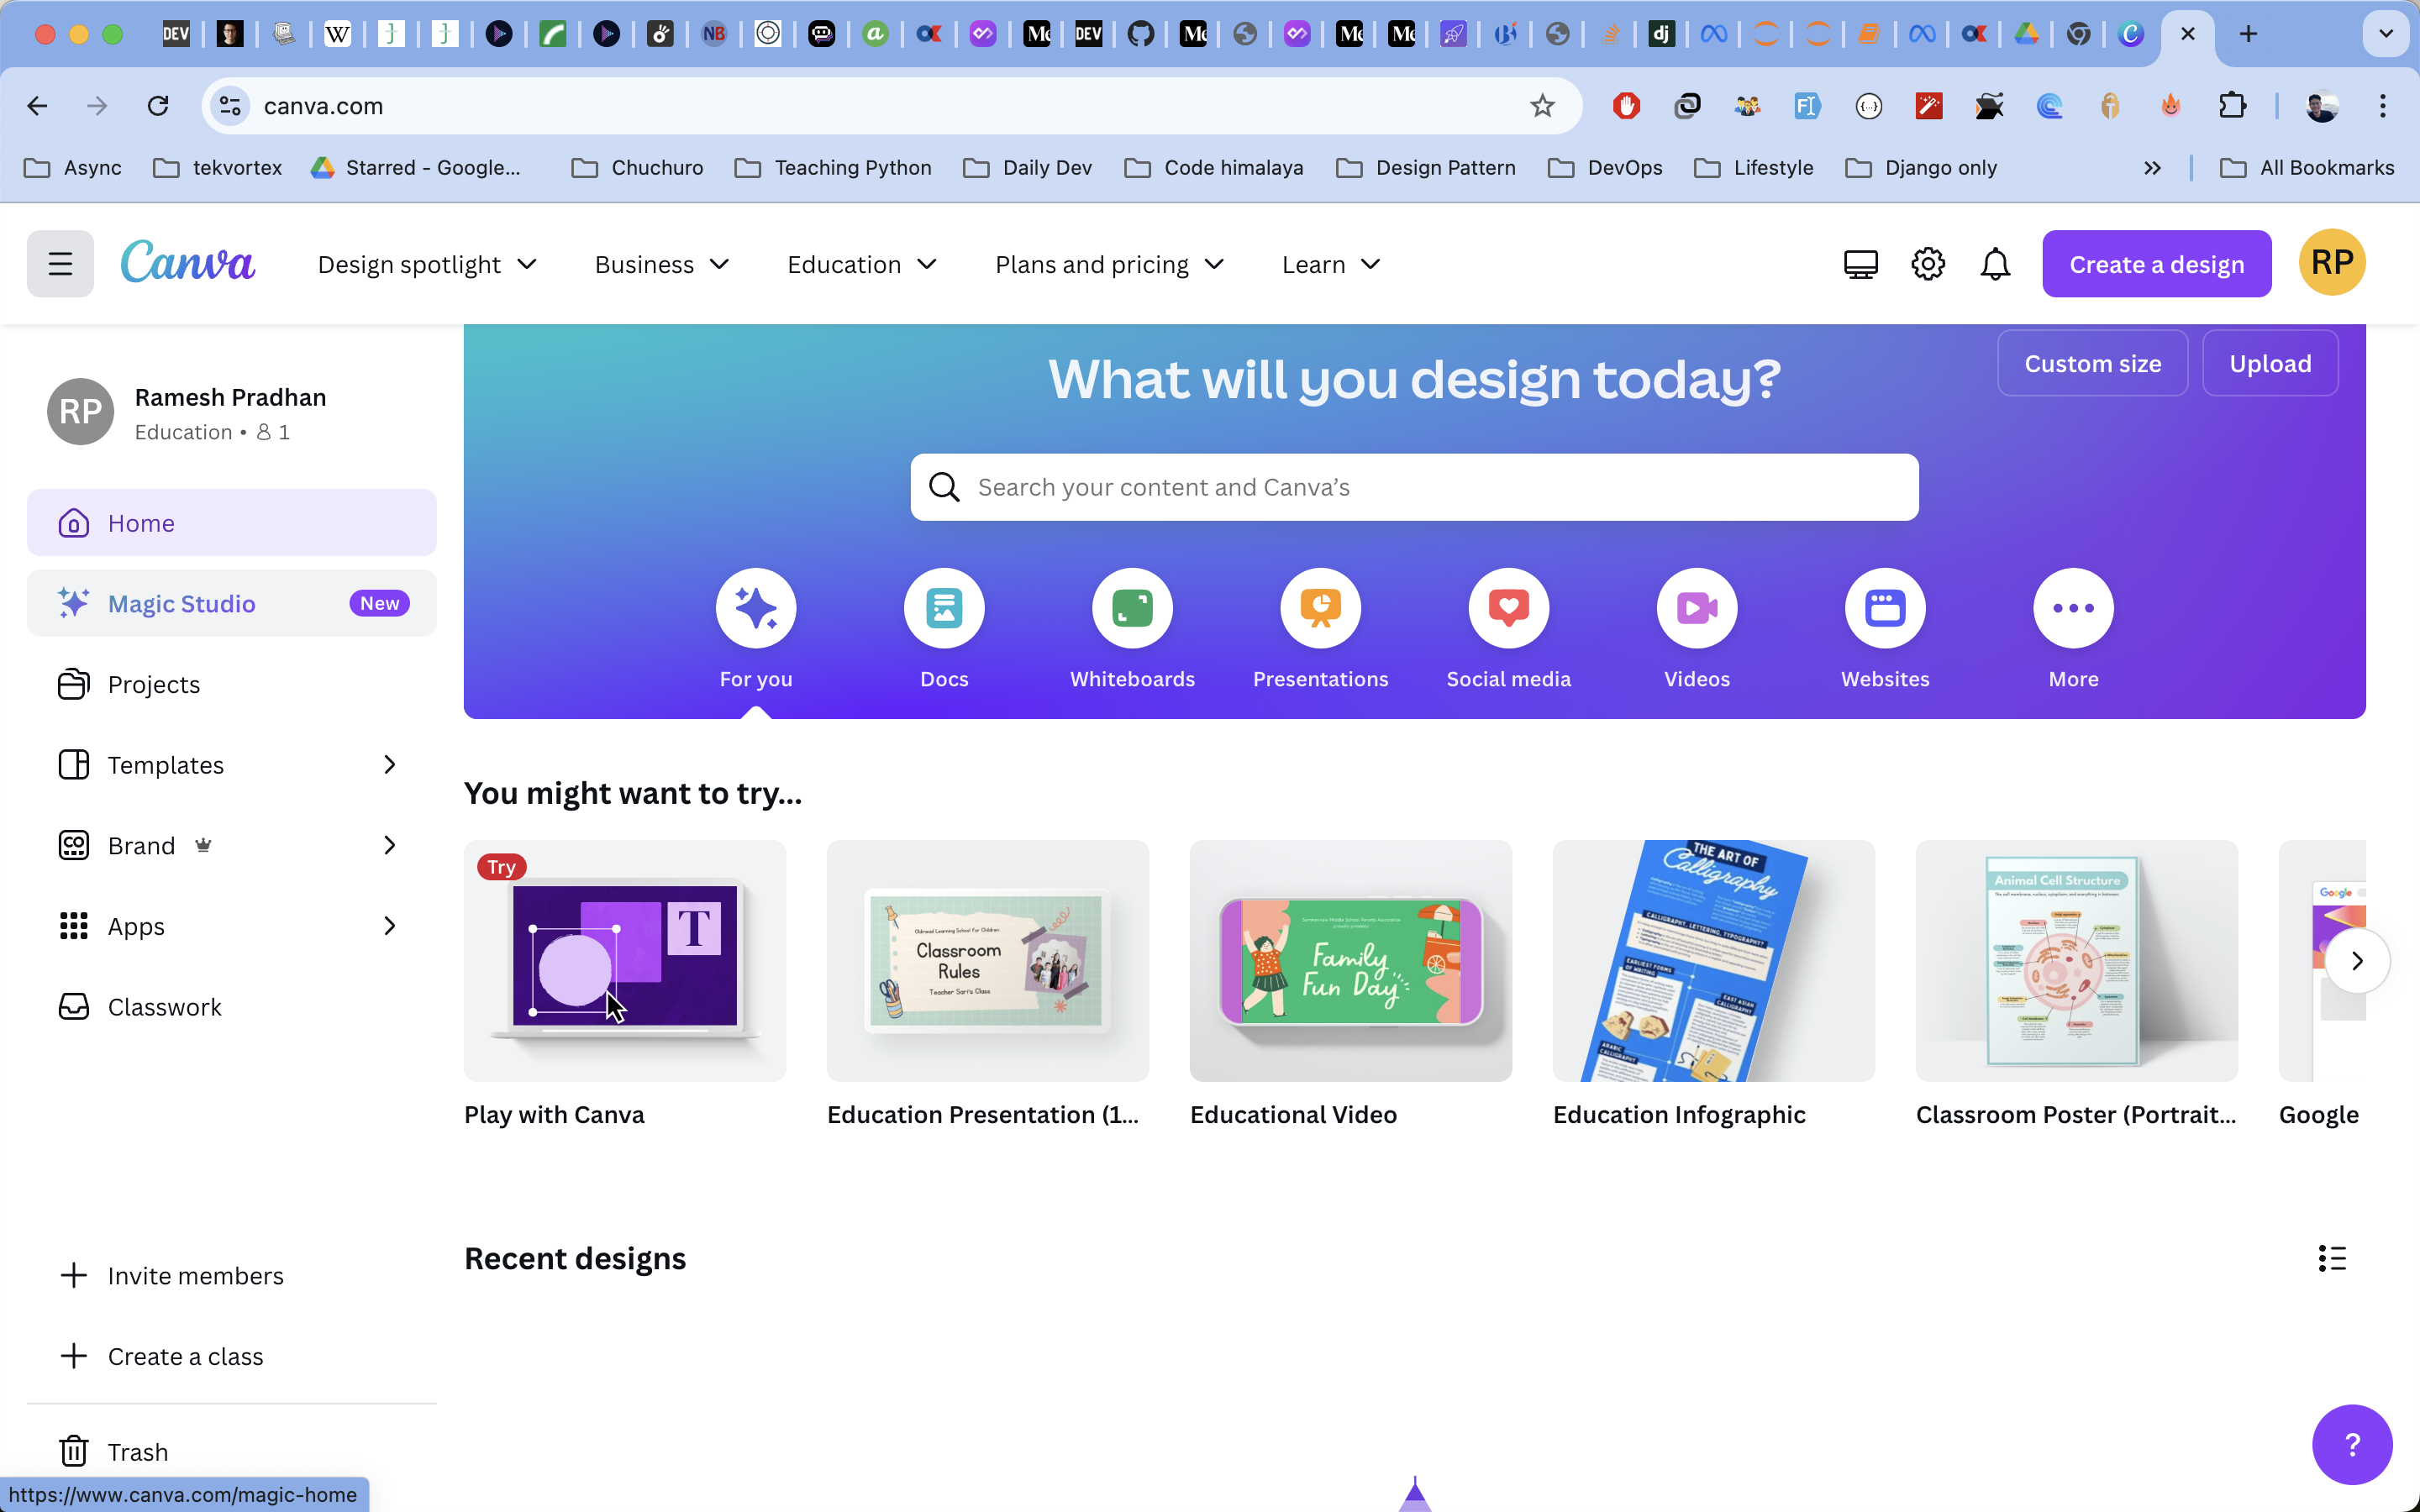 canva.com
Async
tekvortex
Starred - Google...
Chuchuro
Teaching Python
Daily Dev
Code himalaya
Design Pattern
DevOps
Lifestyle
Django only
All Bookmarks
Canva
Design spotlight
Business
Education
Plans and pricing
Learn
Create a design
RP
RP
Ramesh Pradhan
Education • 1
Home
Magic Studio
New
Projects
Templates
Brand
Apps
Classwork
Invite members
Create a class
Trash
What will you design today?
Custom size
Upload
Search your content and Canva's
For you
Docs
Whiteboards
Presentations
Social media
Videos
Websites
More
You might want to try...
Try
T
Classroom
Rules
Teacher Sari's Class
Family
Fun Day
THE ART OF
Calligraphy
Animal Cell Structure
Google
Play with Canva
Education Presentation (1...
Educational Video
Education Infographic
Classroom Poster (Portrait...
Google
Recent designs
?
https://www.canva.com/magic-home